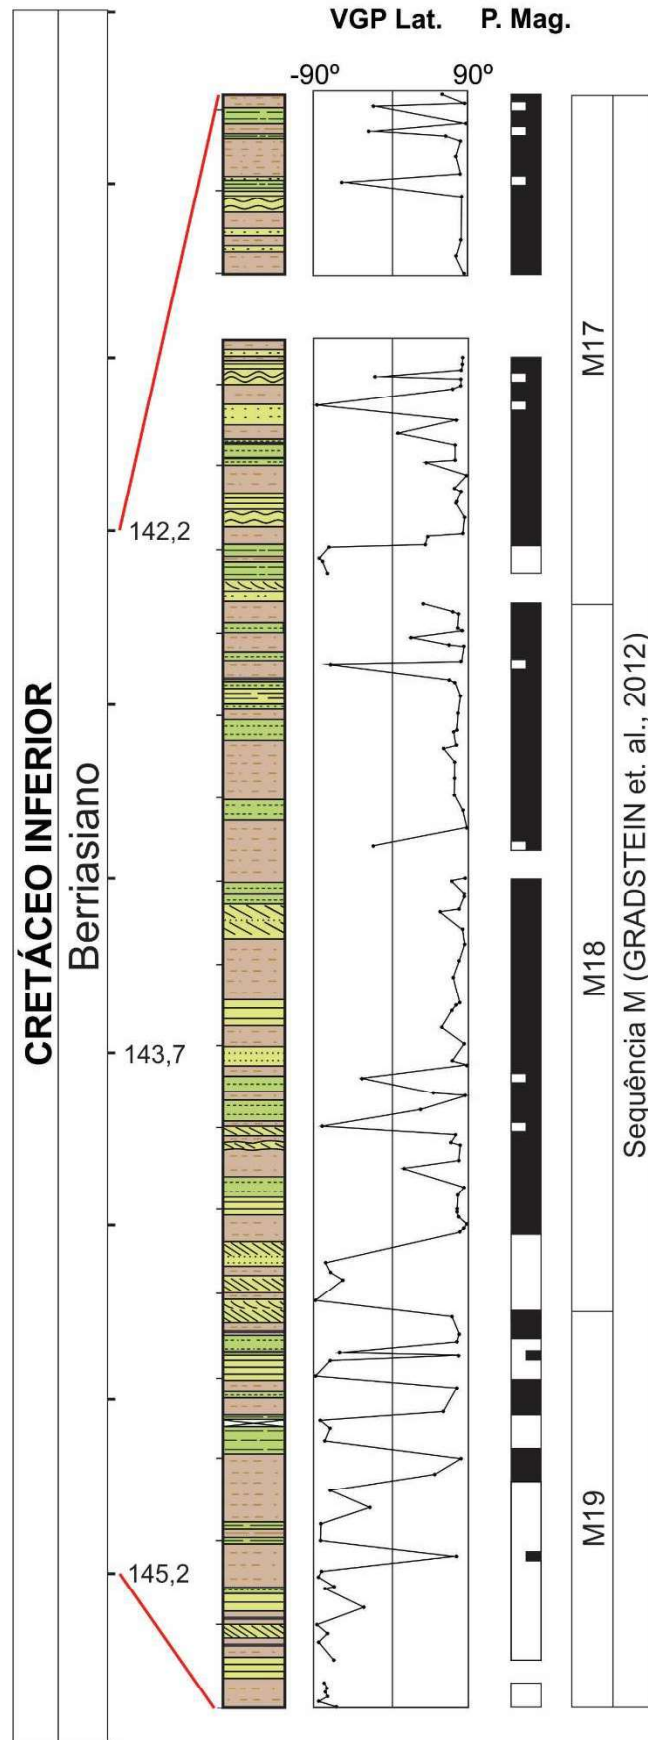 VGP Lat. P. Mag.
-90º 90º
CRETÁCEO INFERIOR
Berriasiano
142,2
143,7
145,2
M17
M18
M19
Sequência M (GRADSTEIN et. al., 2012)